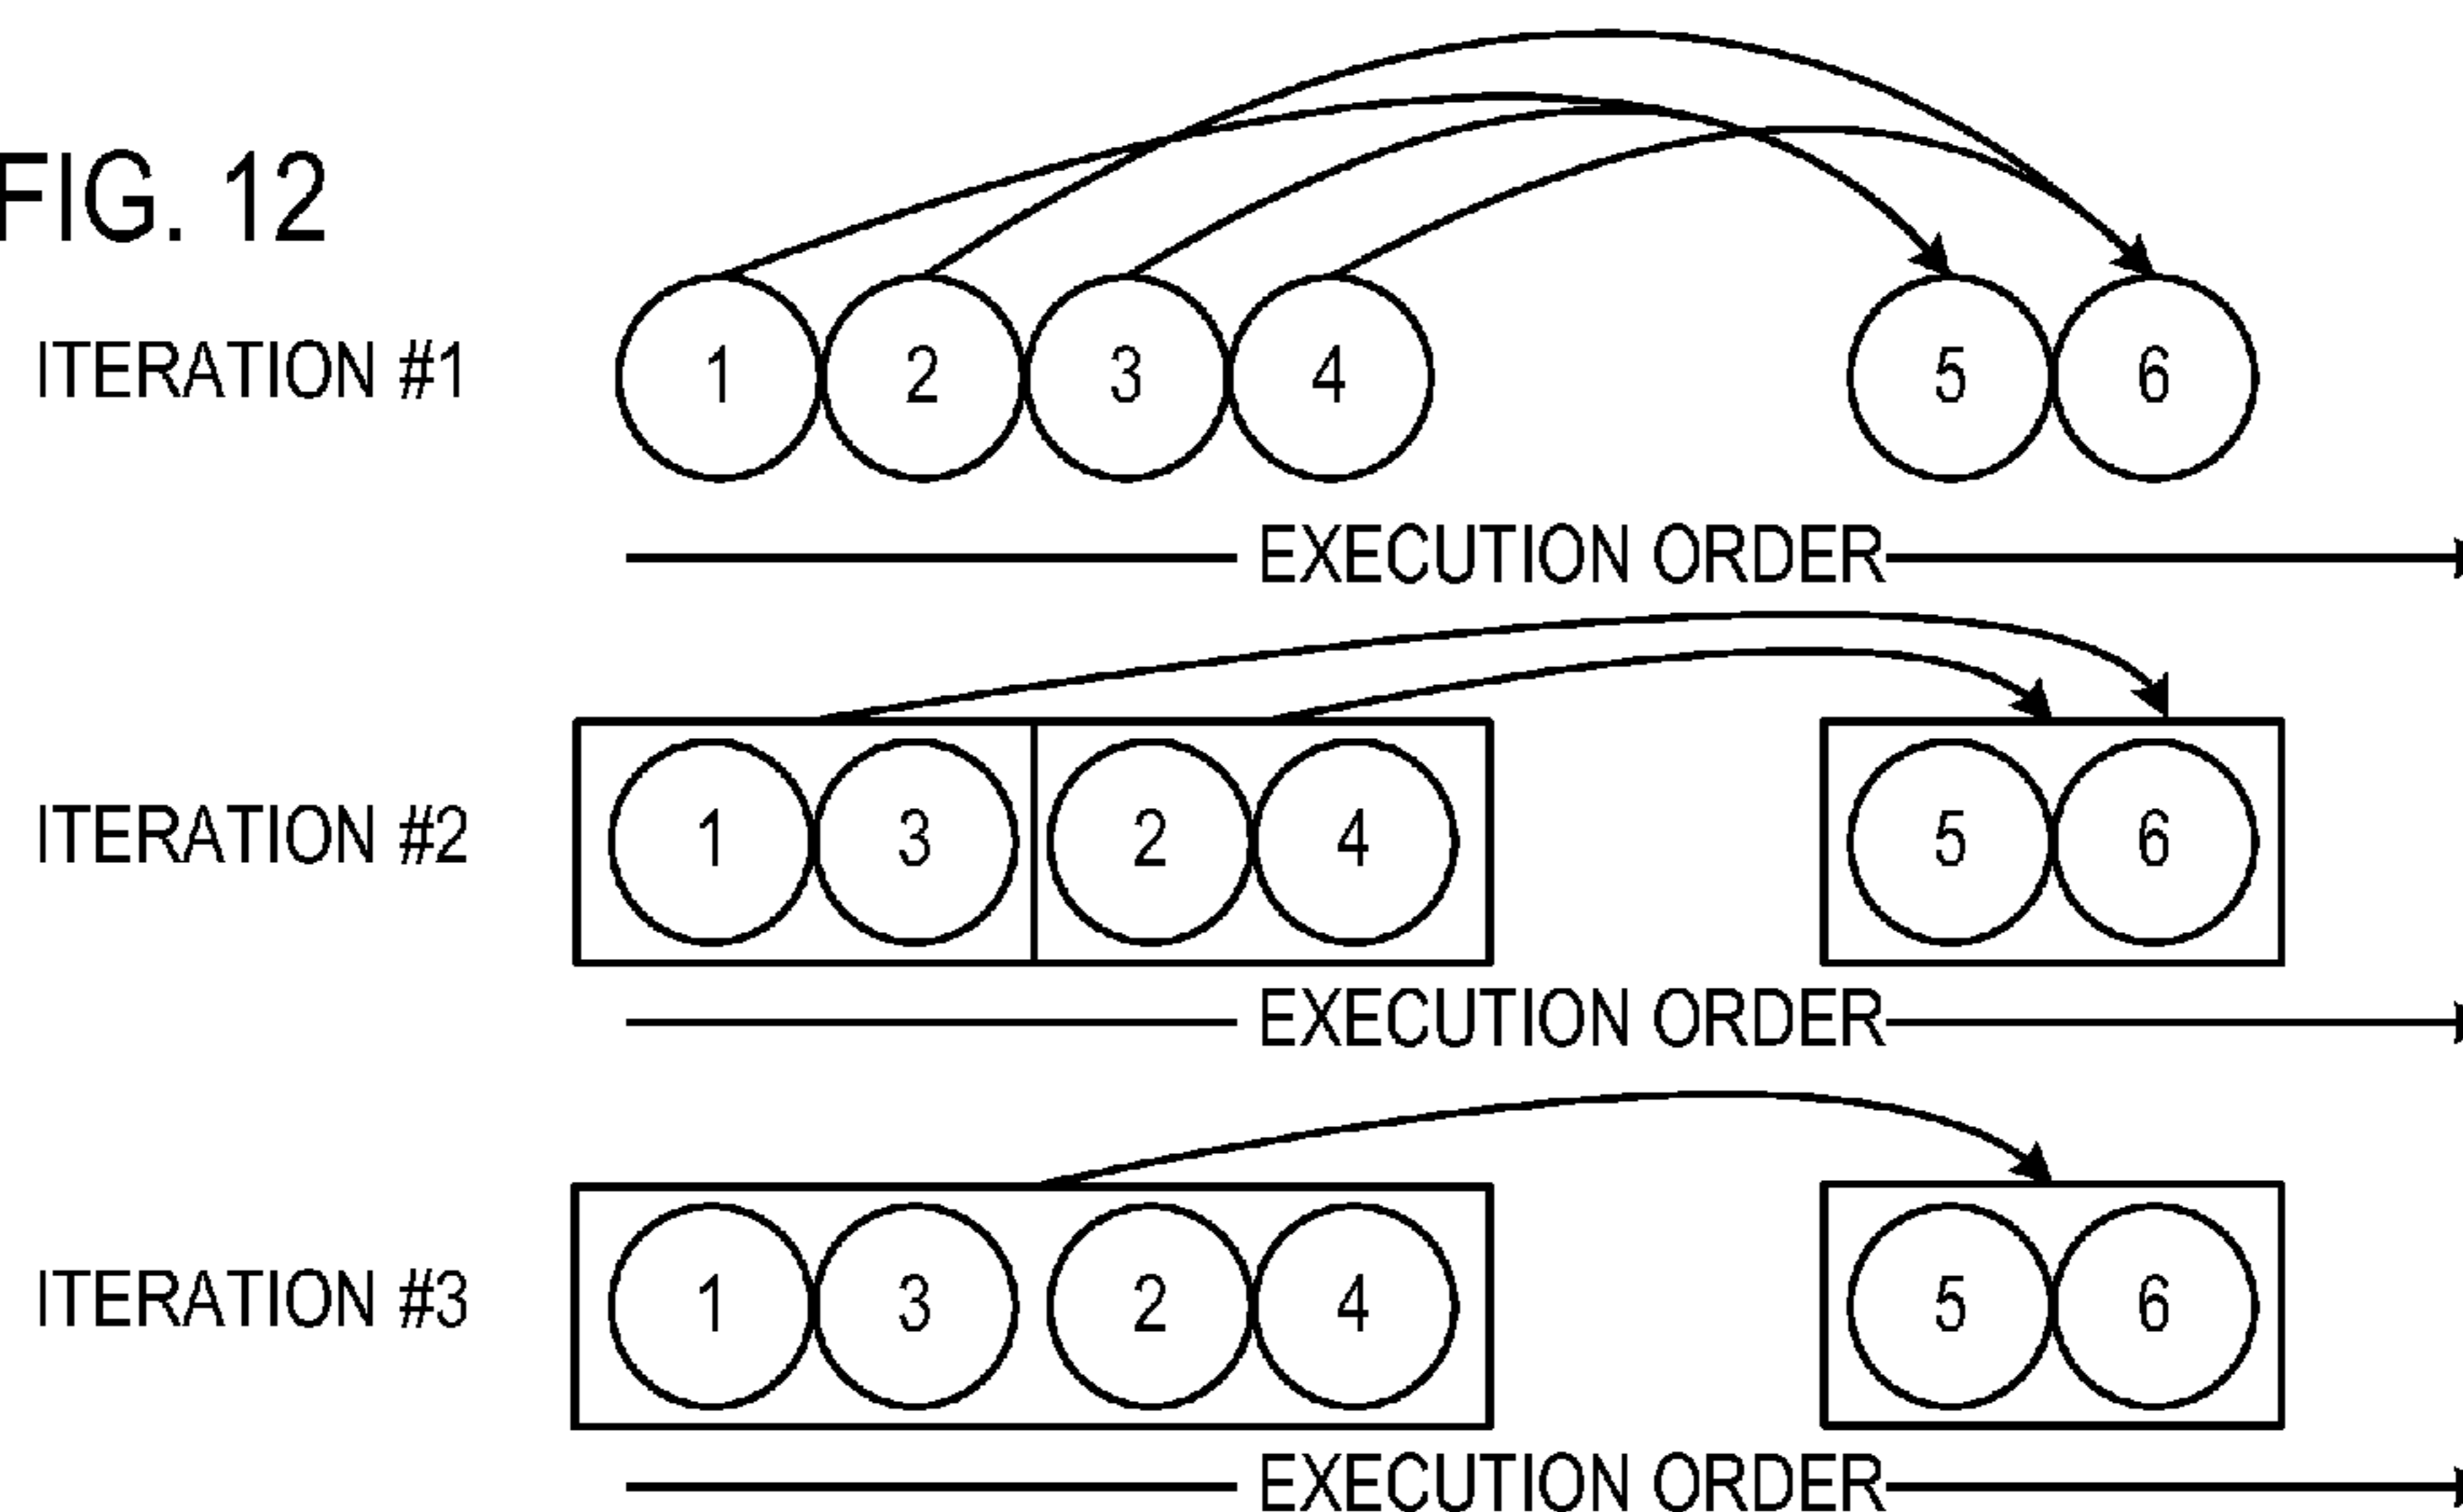 FIG. 12
ITERATION #1
1 2 3 4 5 6
EXECUTION ORDER
ITERATION #2
1 3 2 4 5 6
EXECUTION ORDER
ITERATION #3
1 3 2 4 5 6
EXECUTION ORDER